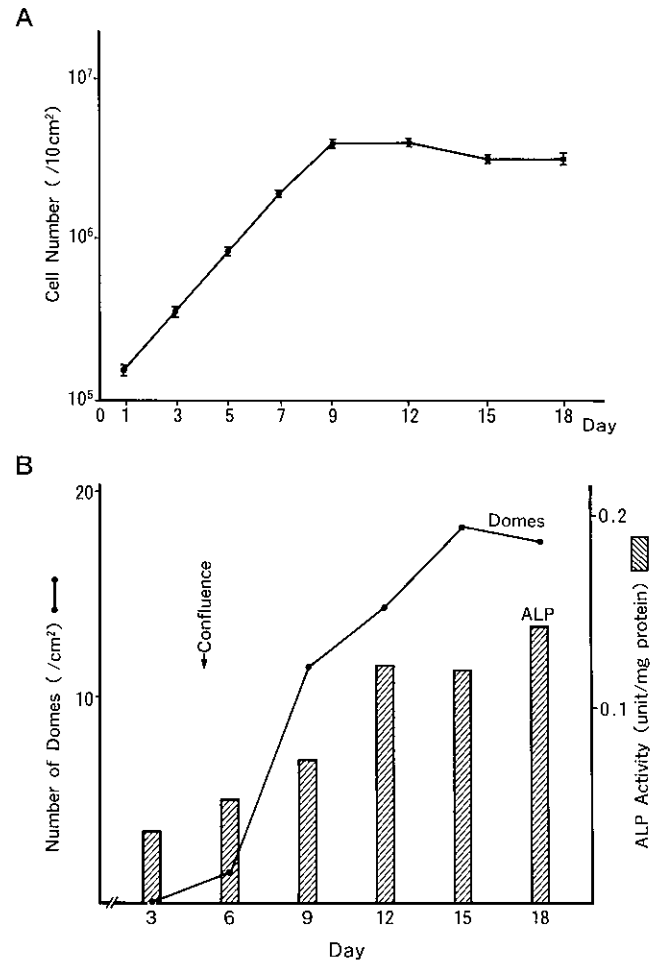 A
Cell Number ( /10cm²)
10⁷
10⁶
10⁵
0 1 3 5 7 9 12 15 18
Day
B
Number of Domes ( /cm²)
20
10
Confluence
Domes
ALP
0.2
0.1
ALP Activity (unit/mg protein)
3 6 9 12 15 18
Day